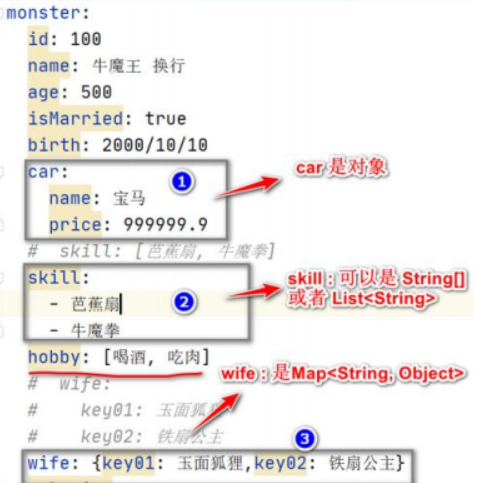 monster:
id: 100
name: 牛魔王 换行
age: 500
isMarried: true
birth: 2000/10/10
car:
1
car 是对象
name: 宝马
price: 999999.9
# skill: [芭蕉扇, 牛魔拳]
skill:
skill : 可以是 String[]
或者 List<String>
- 芭蕉扇
2
- 牛魔拳
hobby: [喝酒, 吃肉]
wife : 是Map<String, Object>
# wife:
# key01: 玉面狐狸
# key02: 铁扇公主
3
wife: {key01: 玉面狐狸,key02: 铁扇公主}